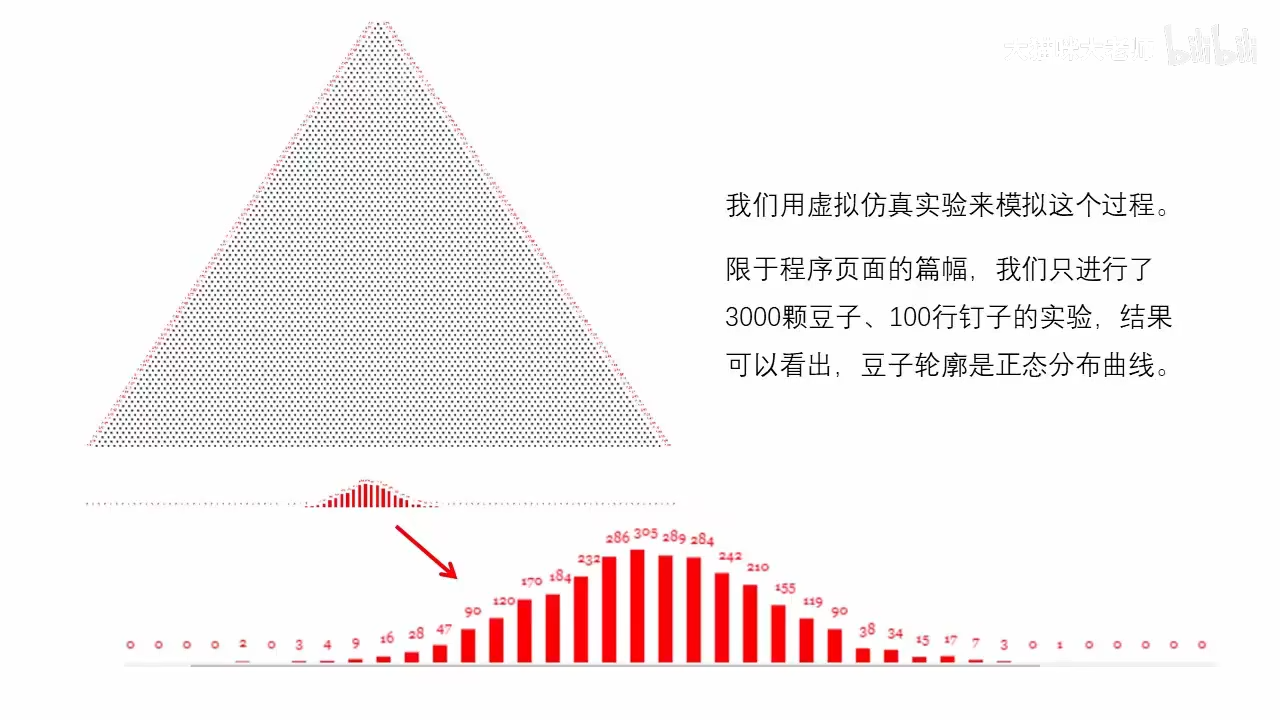 bilibili
我们用虚拟仿真实验来模拟这个过程。
限于程序页面的篇幅，我们只进行了
3000颗豆子、100行钉子的实验，结果
可以看出，豆子轮廓是正态分布曲线。
0 0 0 0 2 0 3 4 9 16 28 47 90 120 170 184 232 286 305 289 284 242 210 155 119 90 38 34 15 17 7 3 0 1 0 0 0 0 0